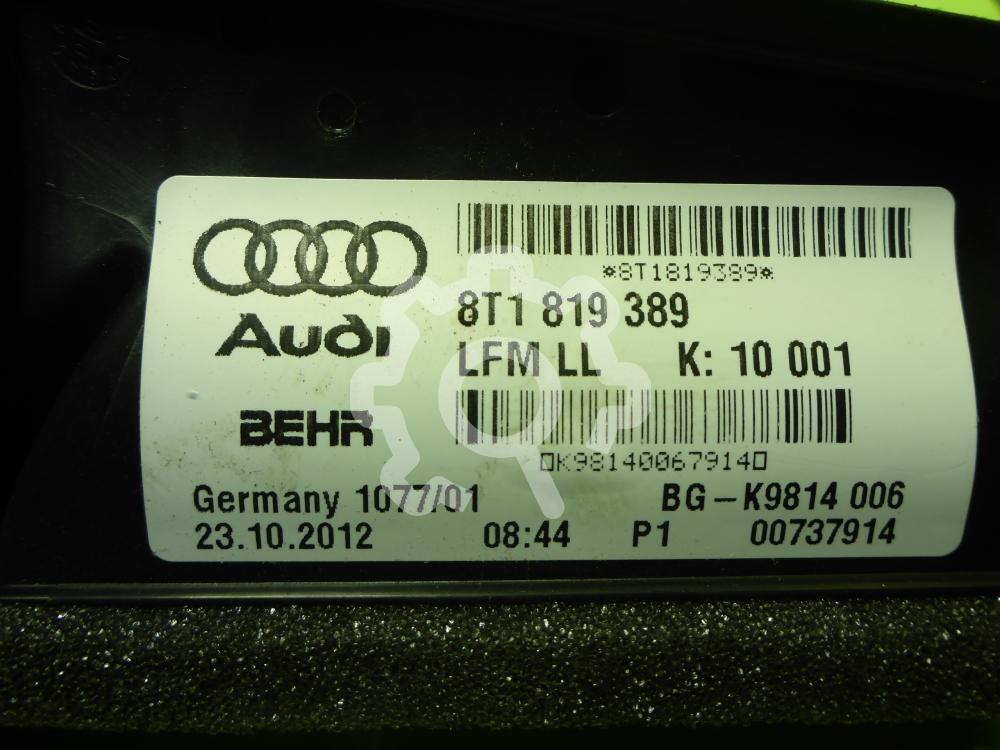 *8T1819389*
Audi
8T1 819 389
LFM LL K: 10 001
BEHR
K98140067914
Germany 1077/01 BG-K9814 006
23.10.2012 08:44 P1 00737914